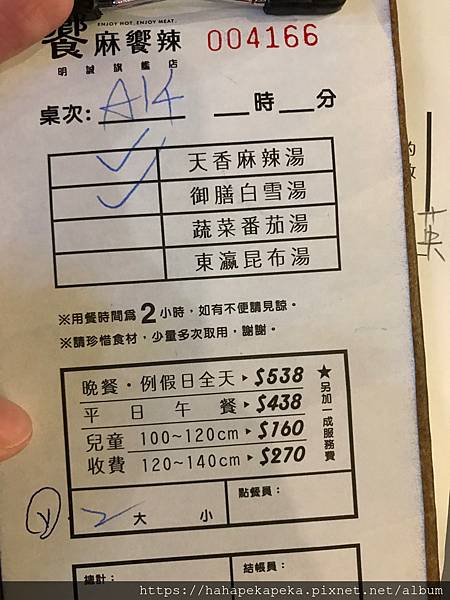 ENJOY HOT, ENJOY MEAT.
饗麻饗辣 004166
明誠旗艦店
桌次: A14 __時__分
天香麻辣湯
御膳白雪湯
蔬菜番茄湯
東瀛昆布湯
※用餐時間為2小時，如有不便請見諒。
※請珍惜食材，少量多次取用，謝謝。
晚餐・例假日全天▸$538
平日午餐▸$438
兒童 100~120cm▸$160
收費 120~140cm▸$270
★另加一成服務費
2大 小
點餐員：
總計：
結帳員：
https://hahapekapeka.pixnet.net/album